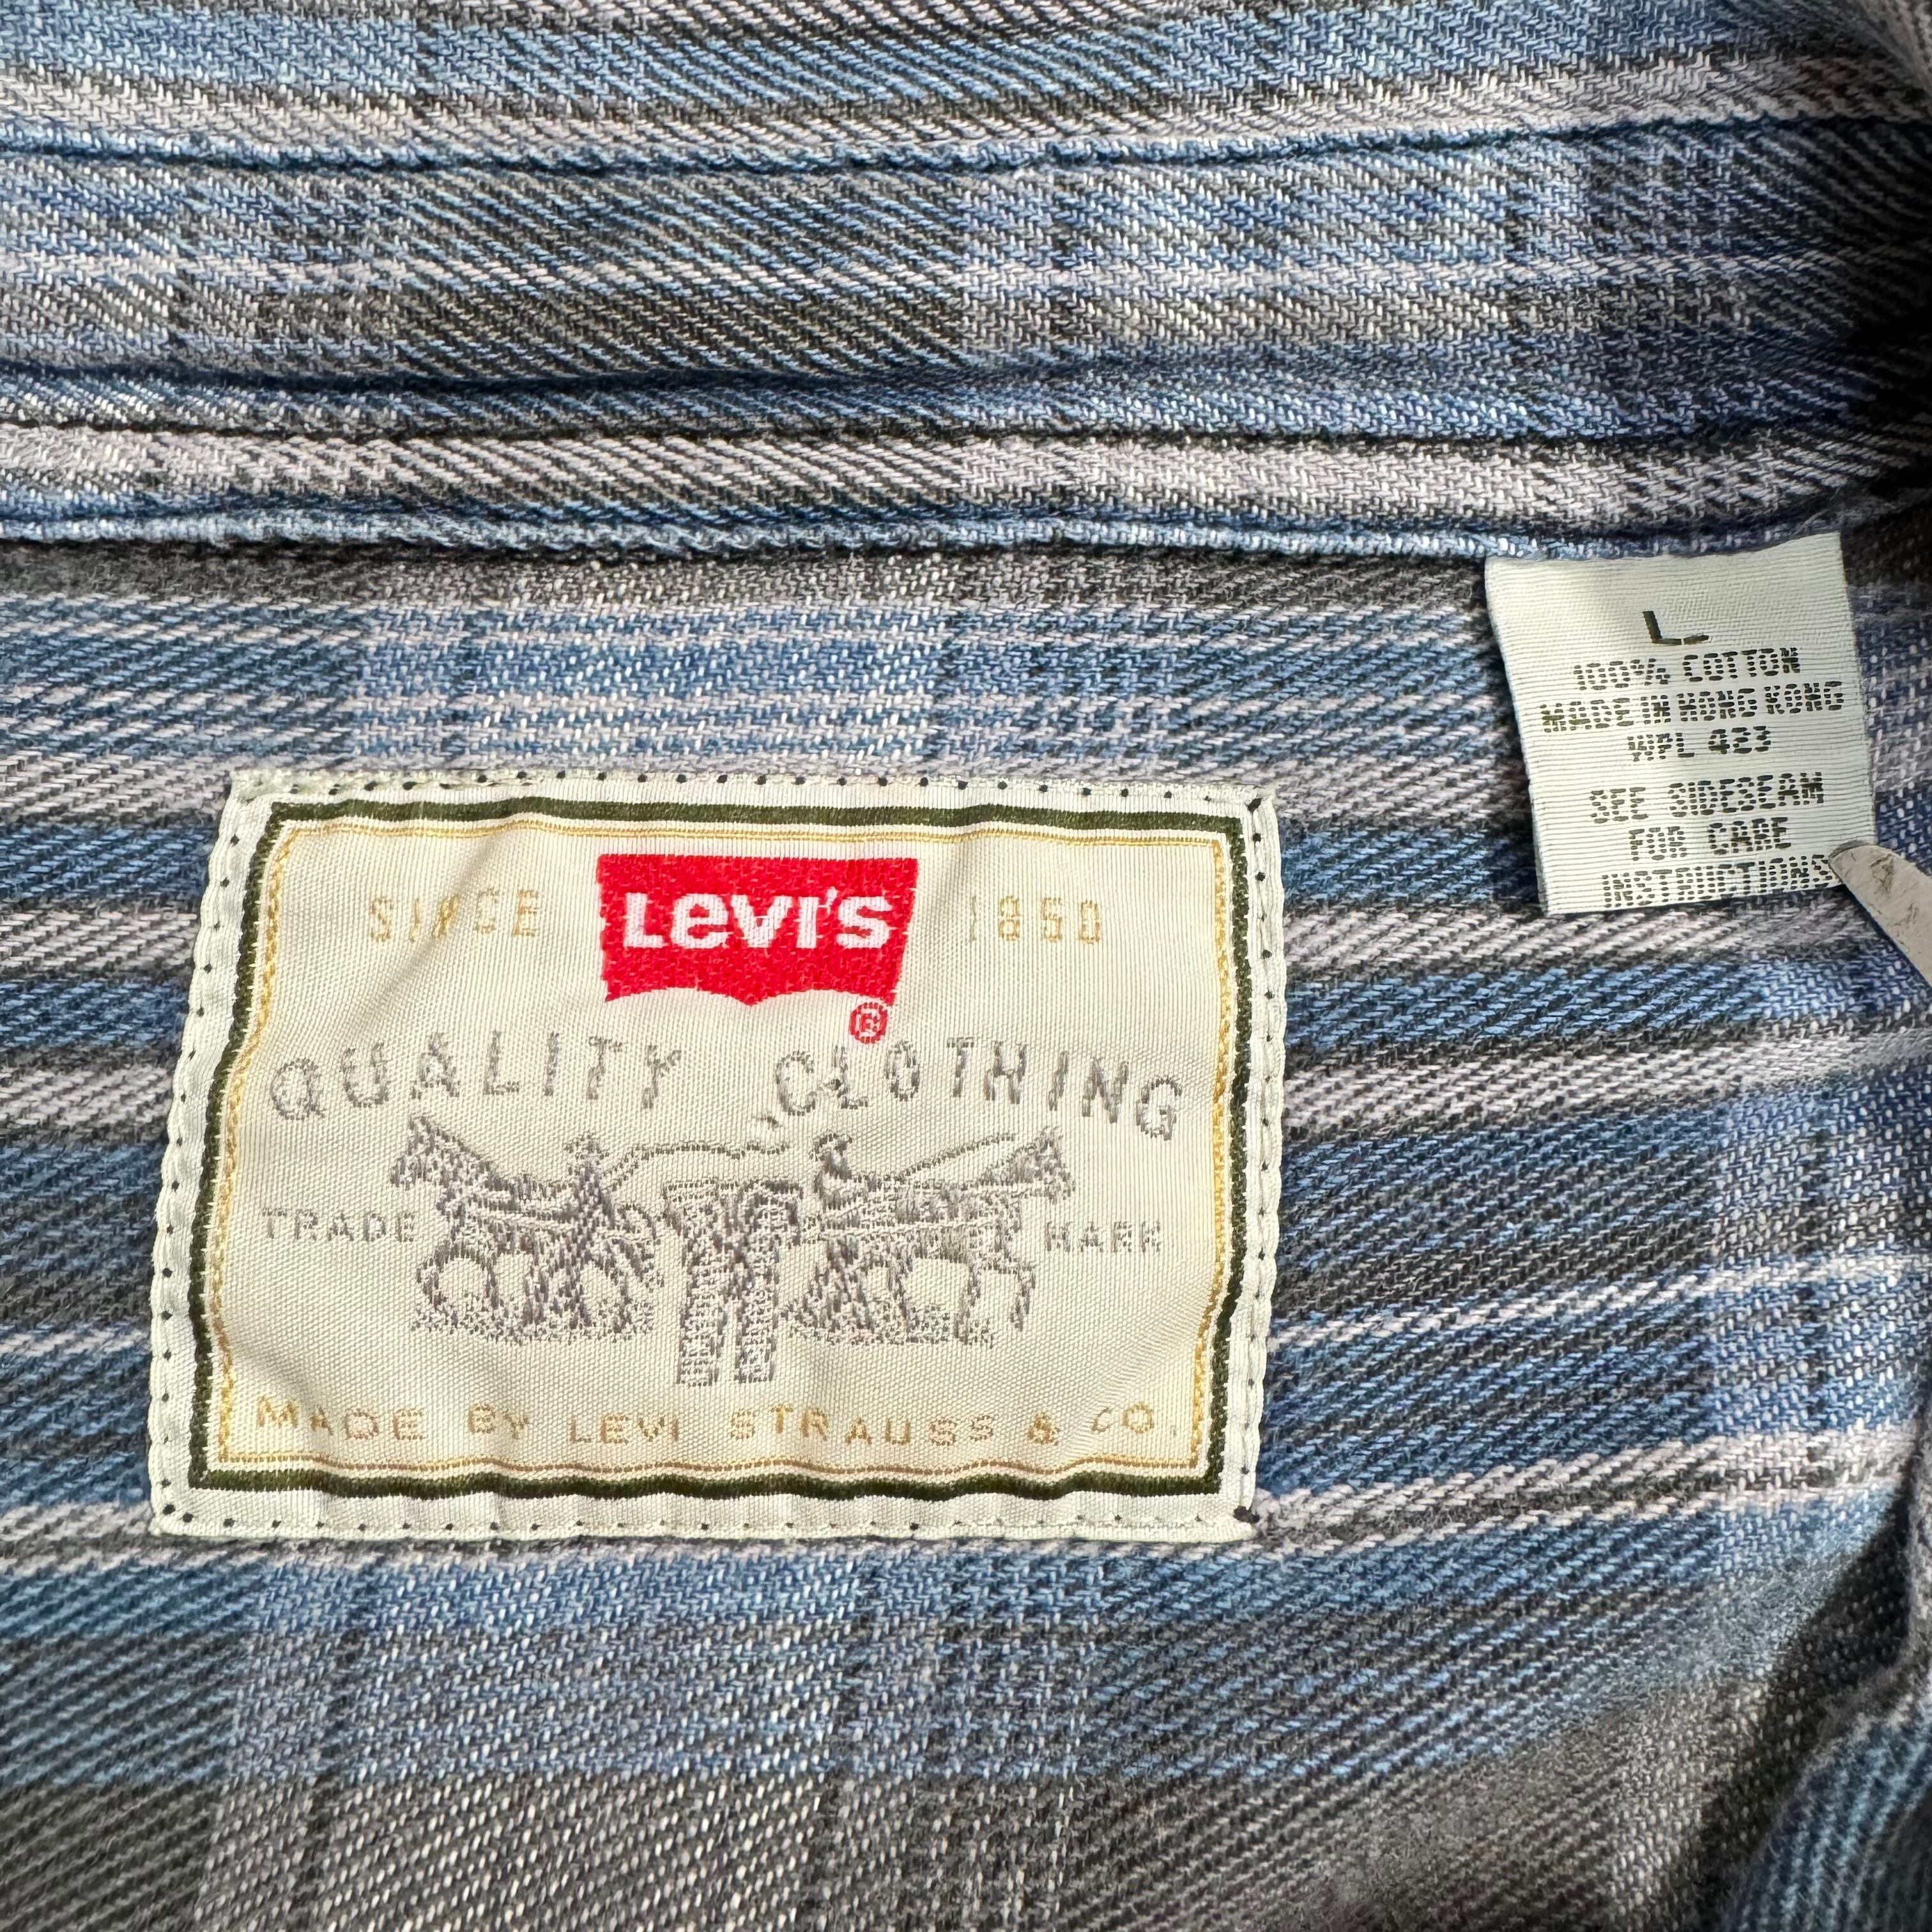 L
100% COTTON
MADE IN HONG KONG
WPL 423
SEE SIDESEAM
FOR CARE
INSTRUCTIONS
SINCE LEVI'S 1850
®
QUALITY CLOTHING
TRADE MARK
MADE BY LEVI STRAUSS & CO.